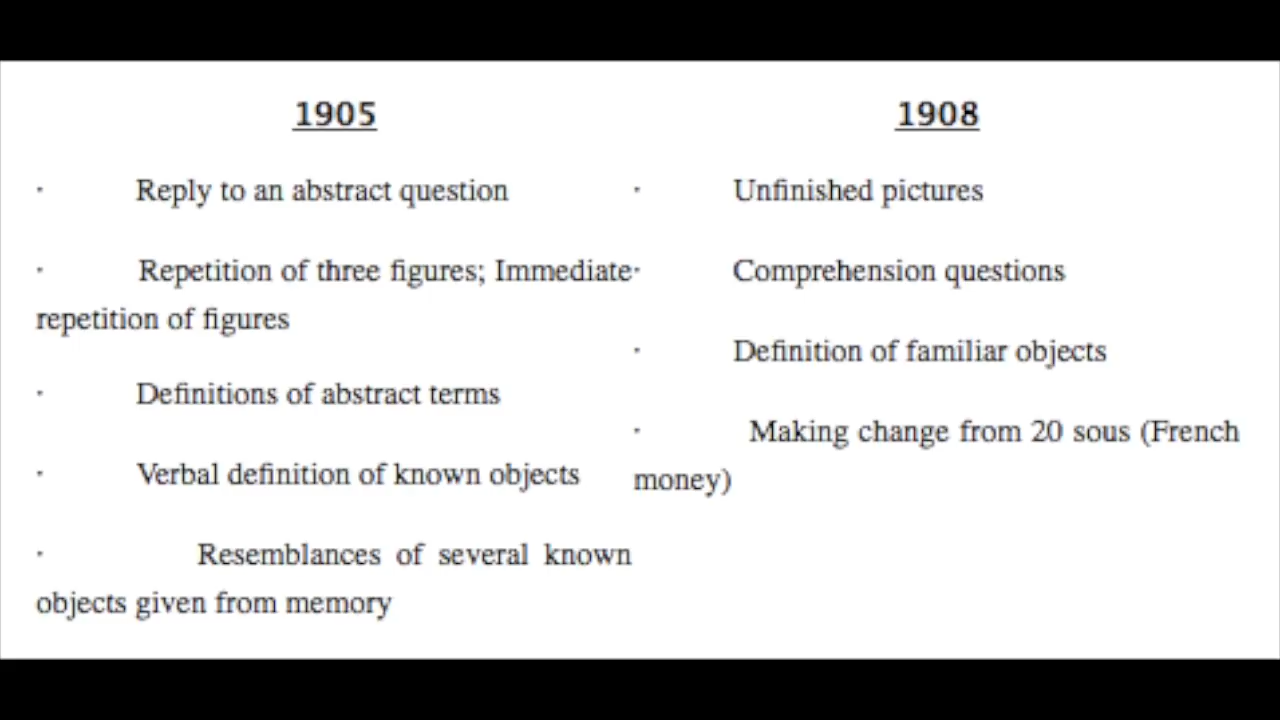 1905
· Reply to an abstract question
· Repetition of three figures; Immediate
repetition of figures
· Definitions of abstract terms
· Verbal definition of known objects
· Resemblances of several known
objects given from memory
1908
· Unfinished pictures
· Comprehension questions
· Definition of familiar objects
· Making change from 20 sous (French
money)